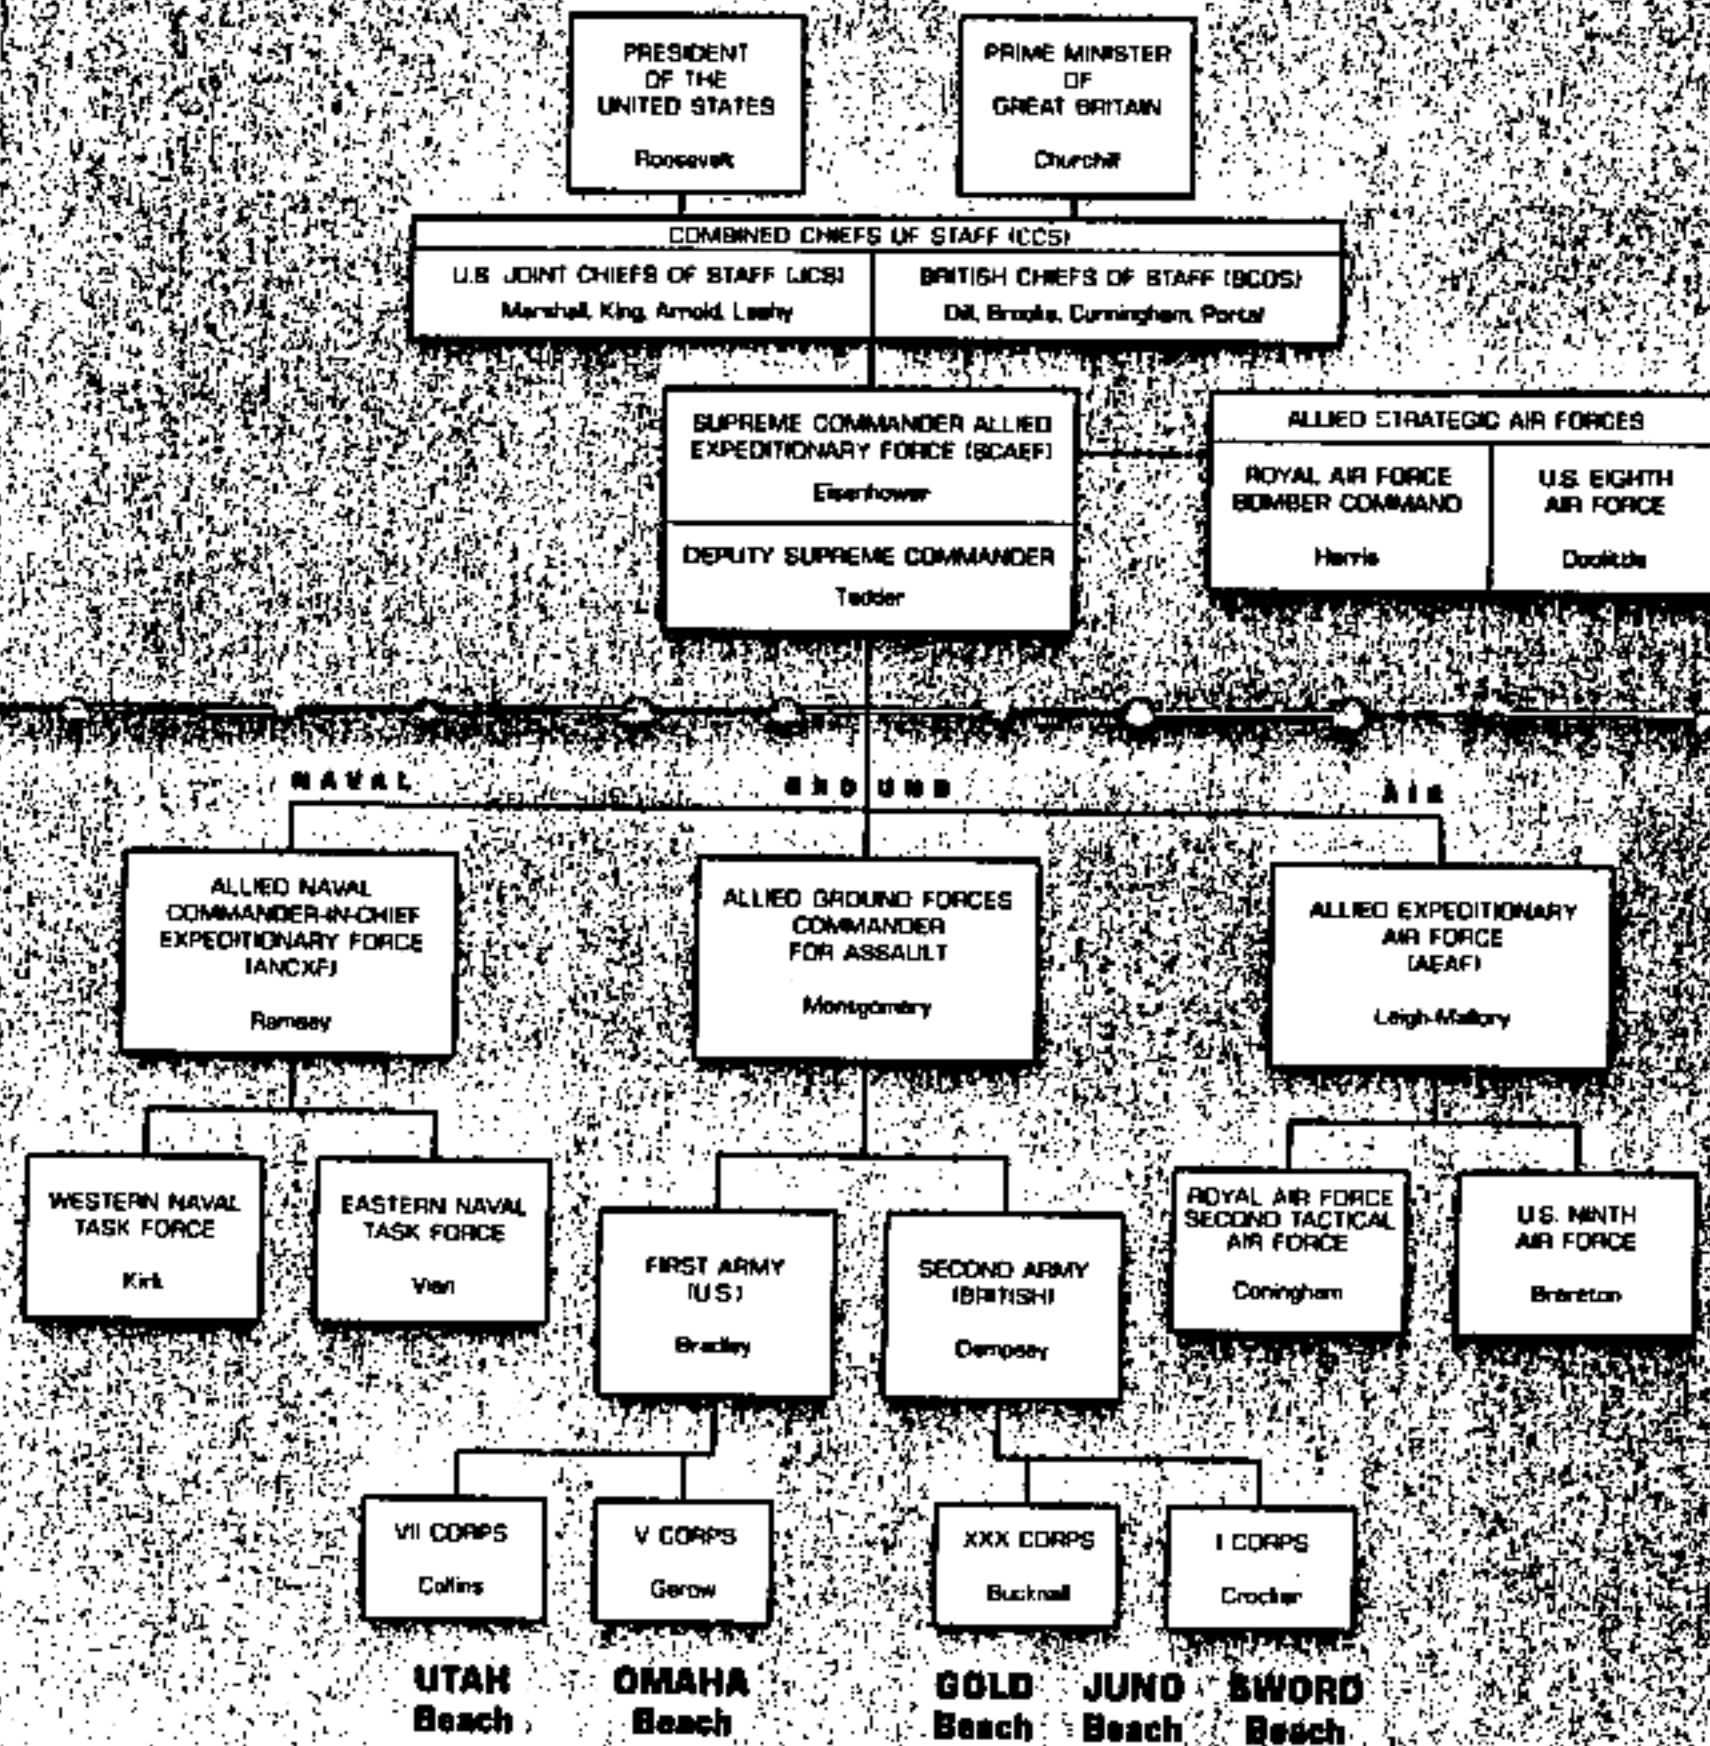 PRESIDENT
OF THE
UNITED STATES
Roosevelt
PRIME MINISTER
OF
GREAT BRITAIN
Churchill
COMBINED CHIEFS OF STAFF (CCS)
U.S. JOINT CHIEFS OF STAFF (JCS)
Marshall, King, Arnold, Leahy
BRITISH CHIEFS OF STAFF (BCOS)
Dill, Brooke, Cunningham, Portal
SUPREME COMMANDER ALLIED
EXPEDITIONARY FORCE (SCAEF)
Eisenhower
DEPUTY SUPREME COMMANDER
Tedder
ALLIED STRATEGIC AIR FORCES
ROYAL AIR FORCE
BOMBER COMMAND
Harris
U.S. EIGHTH
AIR FORCE
Doolittle
NAVAL
GROUND
AIR
ALLIED NAVAL
COMMANDER-IN-CHIEF
EXPEDITIONARY FORCE
(ANCXF)
Ramsay
ALLIED GROUND FORCES
COMMANDER
FOR ASSAULT
Montgomery
ALLIED EXPEDITIONARY
AIR FORCE
(AEAF)
Leigh-Mallory
WESTERN NAVAL
TASK FORCE
Kirk
EASTERN NAVAL
TASK FORCE
Vian
FIRST ARMY
(U.S.)
Bradley
SECOND ARMY
(BRITISH)
Dempsey
ROYAL AIR FORCE
SECOND TACTICAL
AIR FORCE
Coningham
U.S. NINTH
AIR FORCE
Brereton
VII CORPS
Collins
V CORPS
Gerow
XXX CORPS
Bucknall
I CORPS
Crocker
UTAH
Beach
OMAHA
Beach
GOLD
Beach
JUNO
Beach
SWORD
Beach